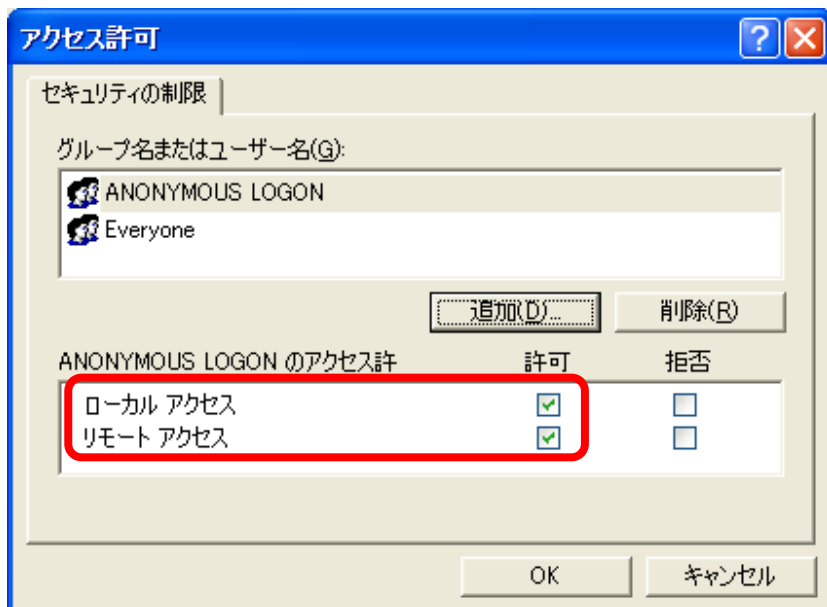 アクセス許可
セキュリティの制限
グループ名またはユーザー名(G):
ANONYMOUS LOGON
Everyone
追加(D)... 削除(R)
ANONYMOUS LOGON のアクセス許 許可 拒否
ローカル アクセス
リモート アクセス
OK キャンセル